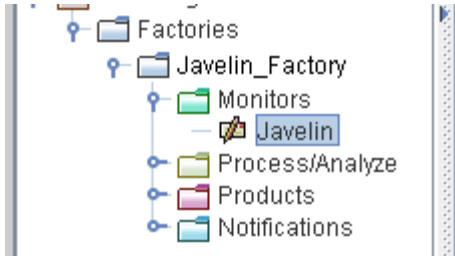 Factories
Javelin_Factory
Monitors
Javelin
Process/Analyze
Products
Notifications